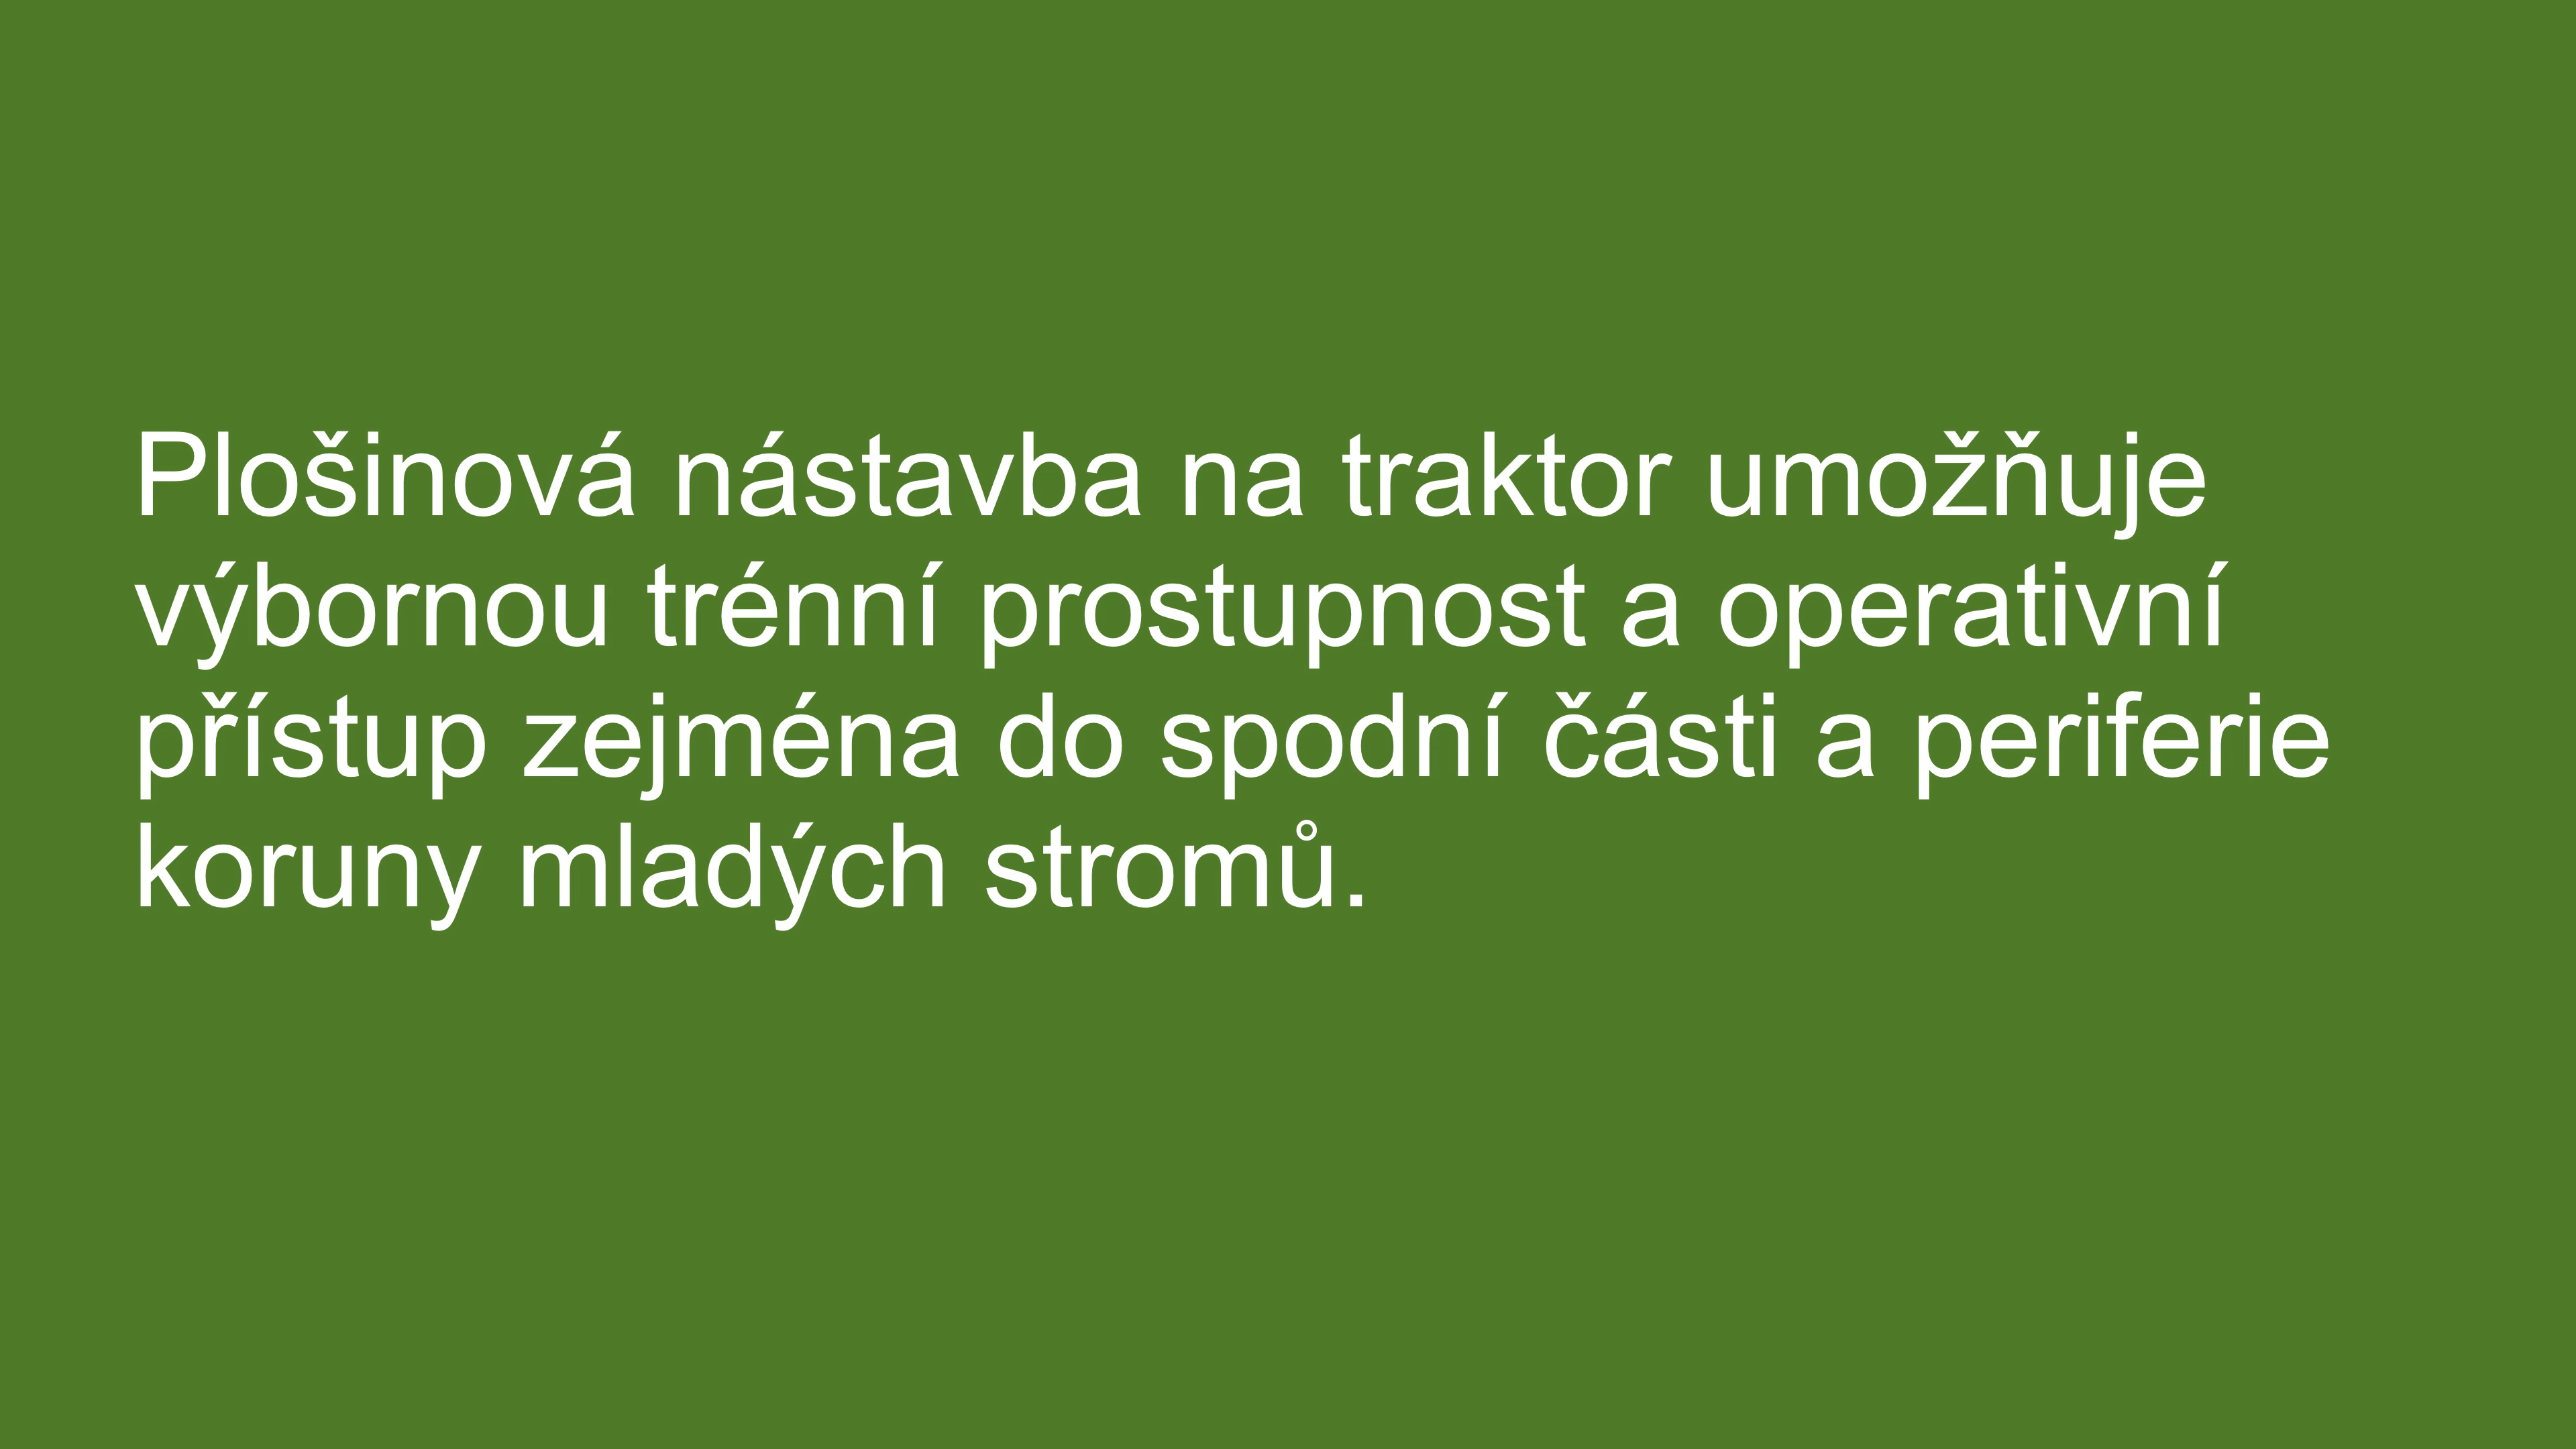 Plošinová nástavba na traktor umožňuje
výbornou trénní prostupnost a operativní
přístup zejména do spodní části a periferie
koruny mladých stromů.